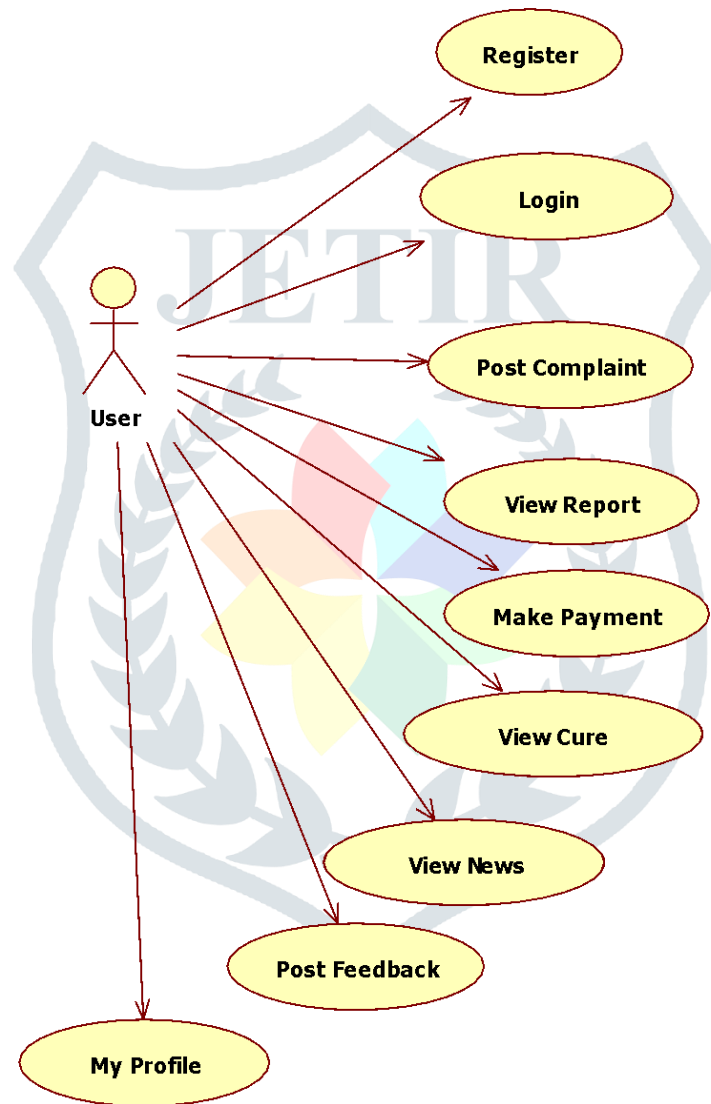 Register
Login
JETIR
Post Complaint
User
View Report
Make Payment
View Cure
View News
Post Feedback
My Profile